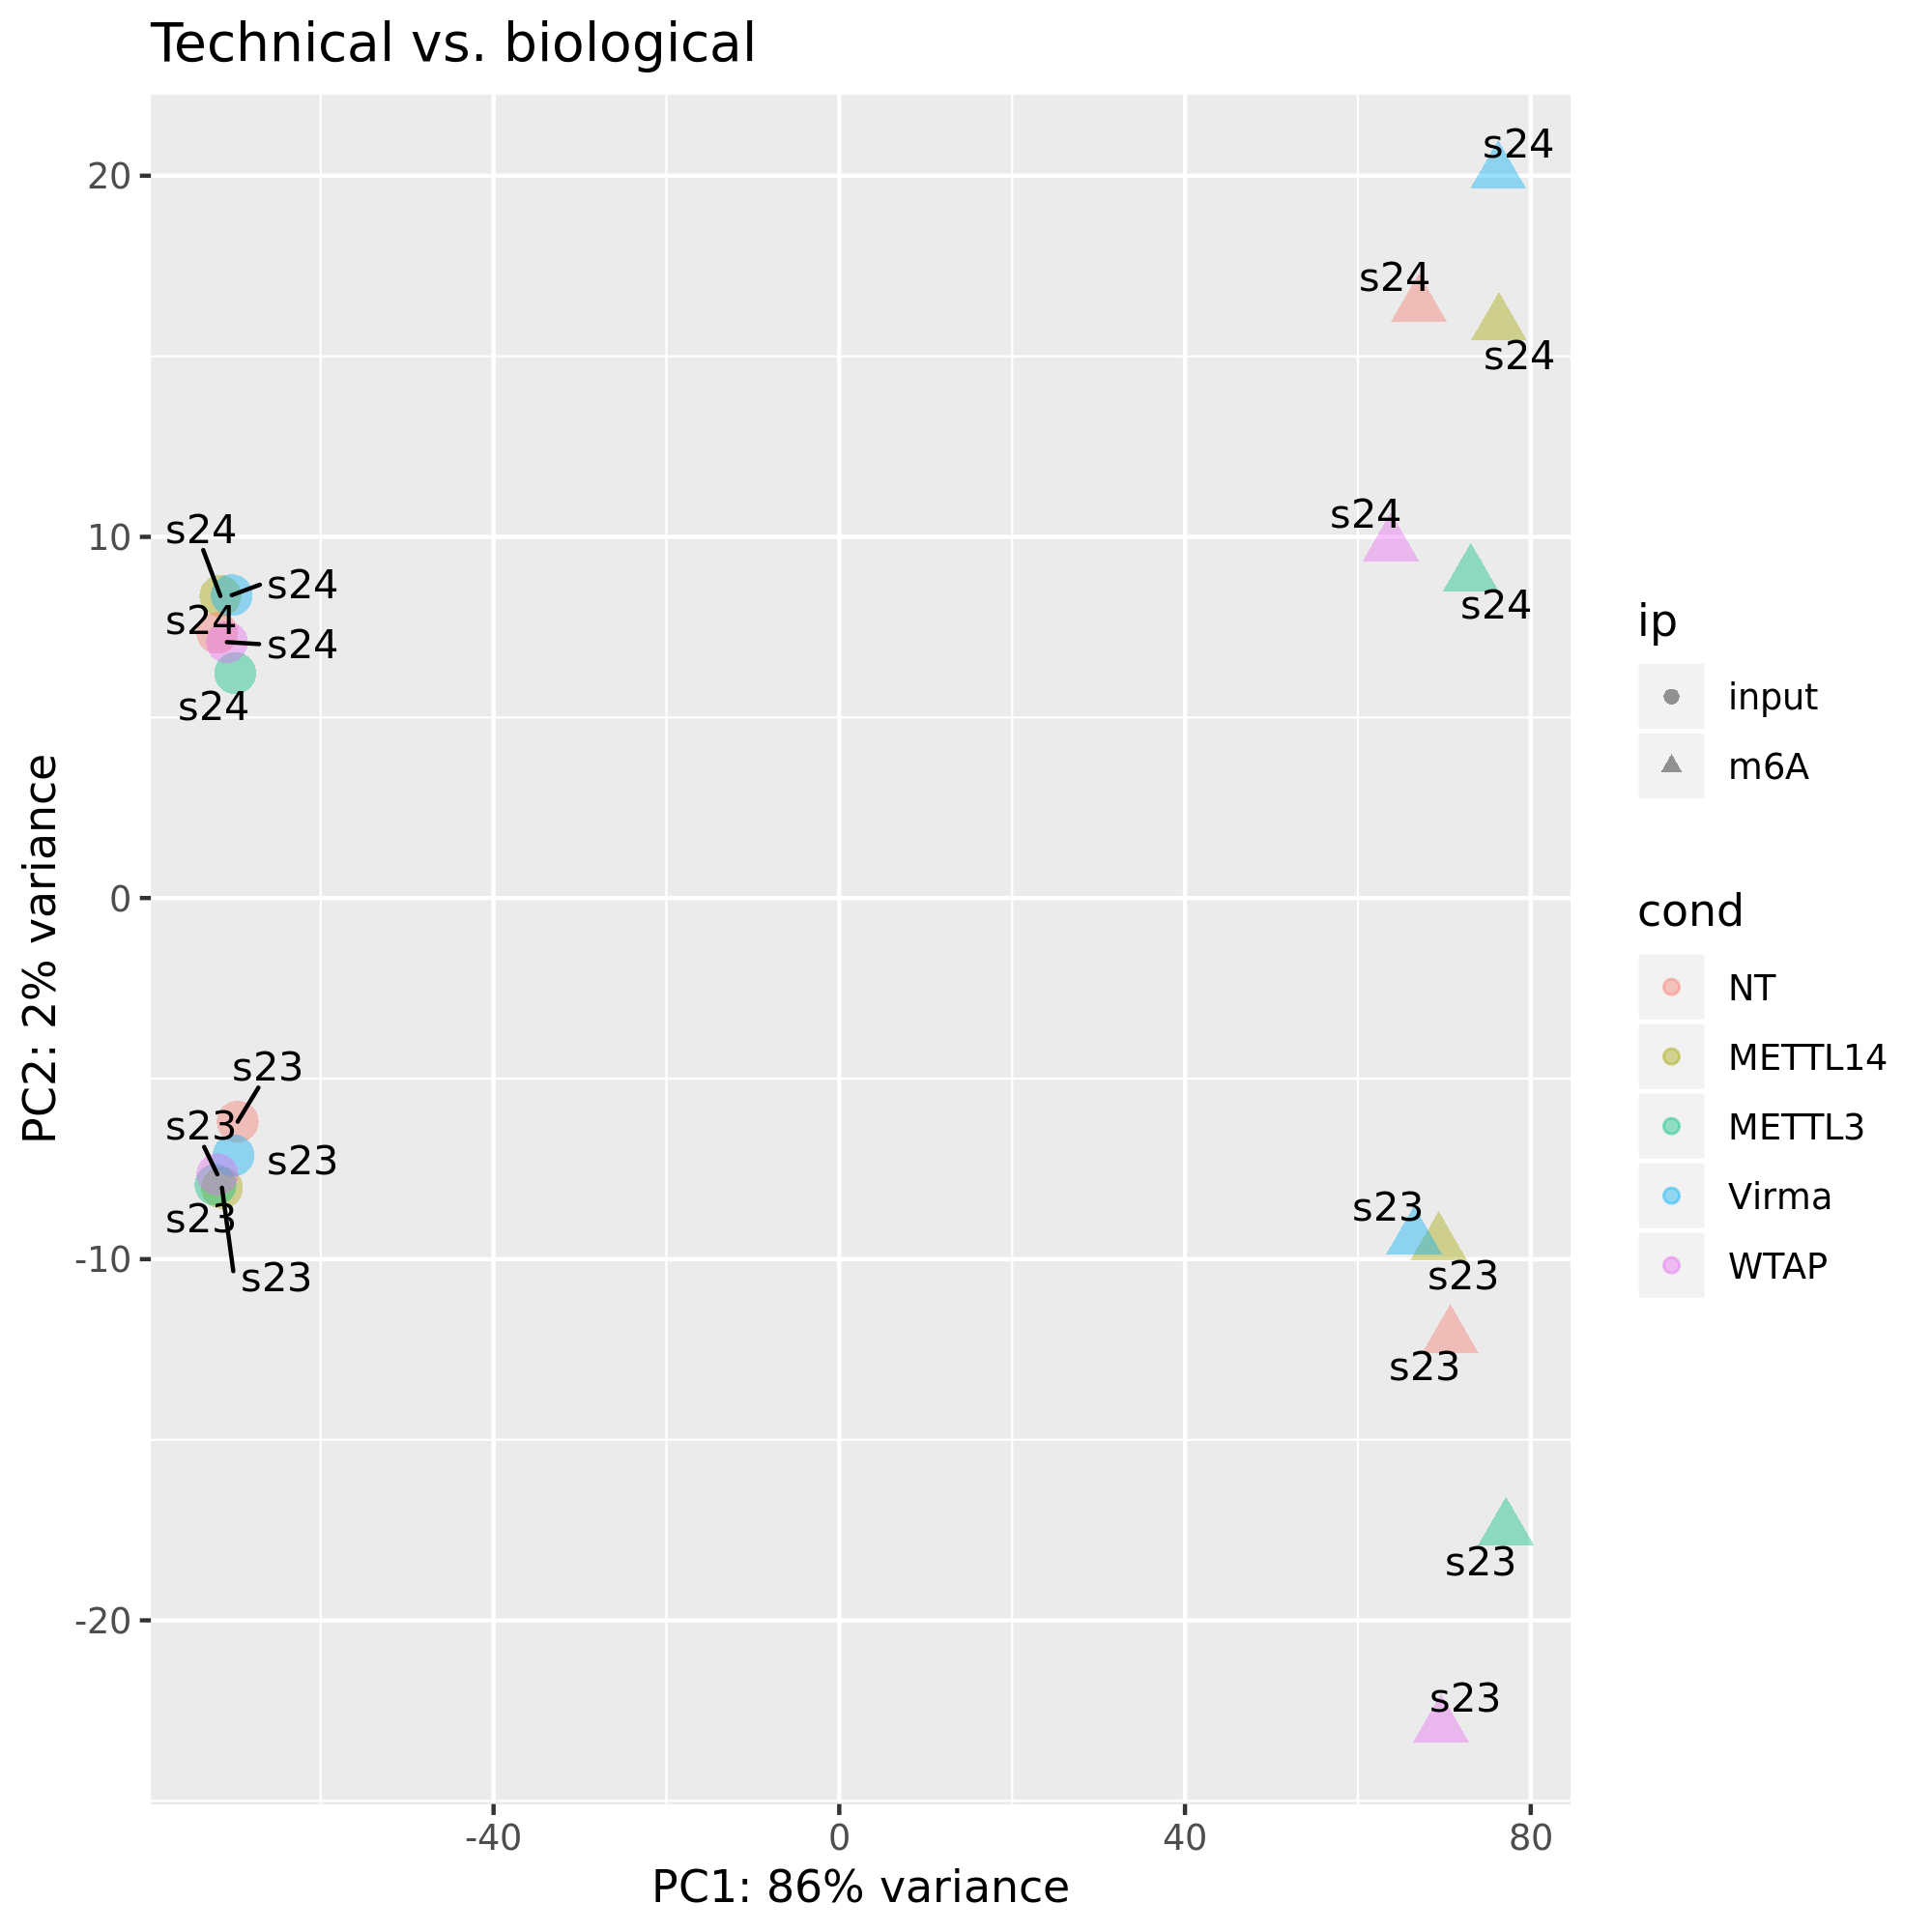 Technical vs. biological
s24
20
s24
s24
s24
10
s24
s24
s24
s24
s24
s24
0
PC2: 2% variance
s23
s23
s23
s23
s23
-10
s23
s23
s23
s23
-20
s23
-40
0
40
80
PC1: 86% variance
ip
input
m6A
cond
NT
METTL14
METTL3
Virma
WTAP